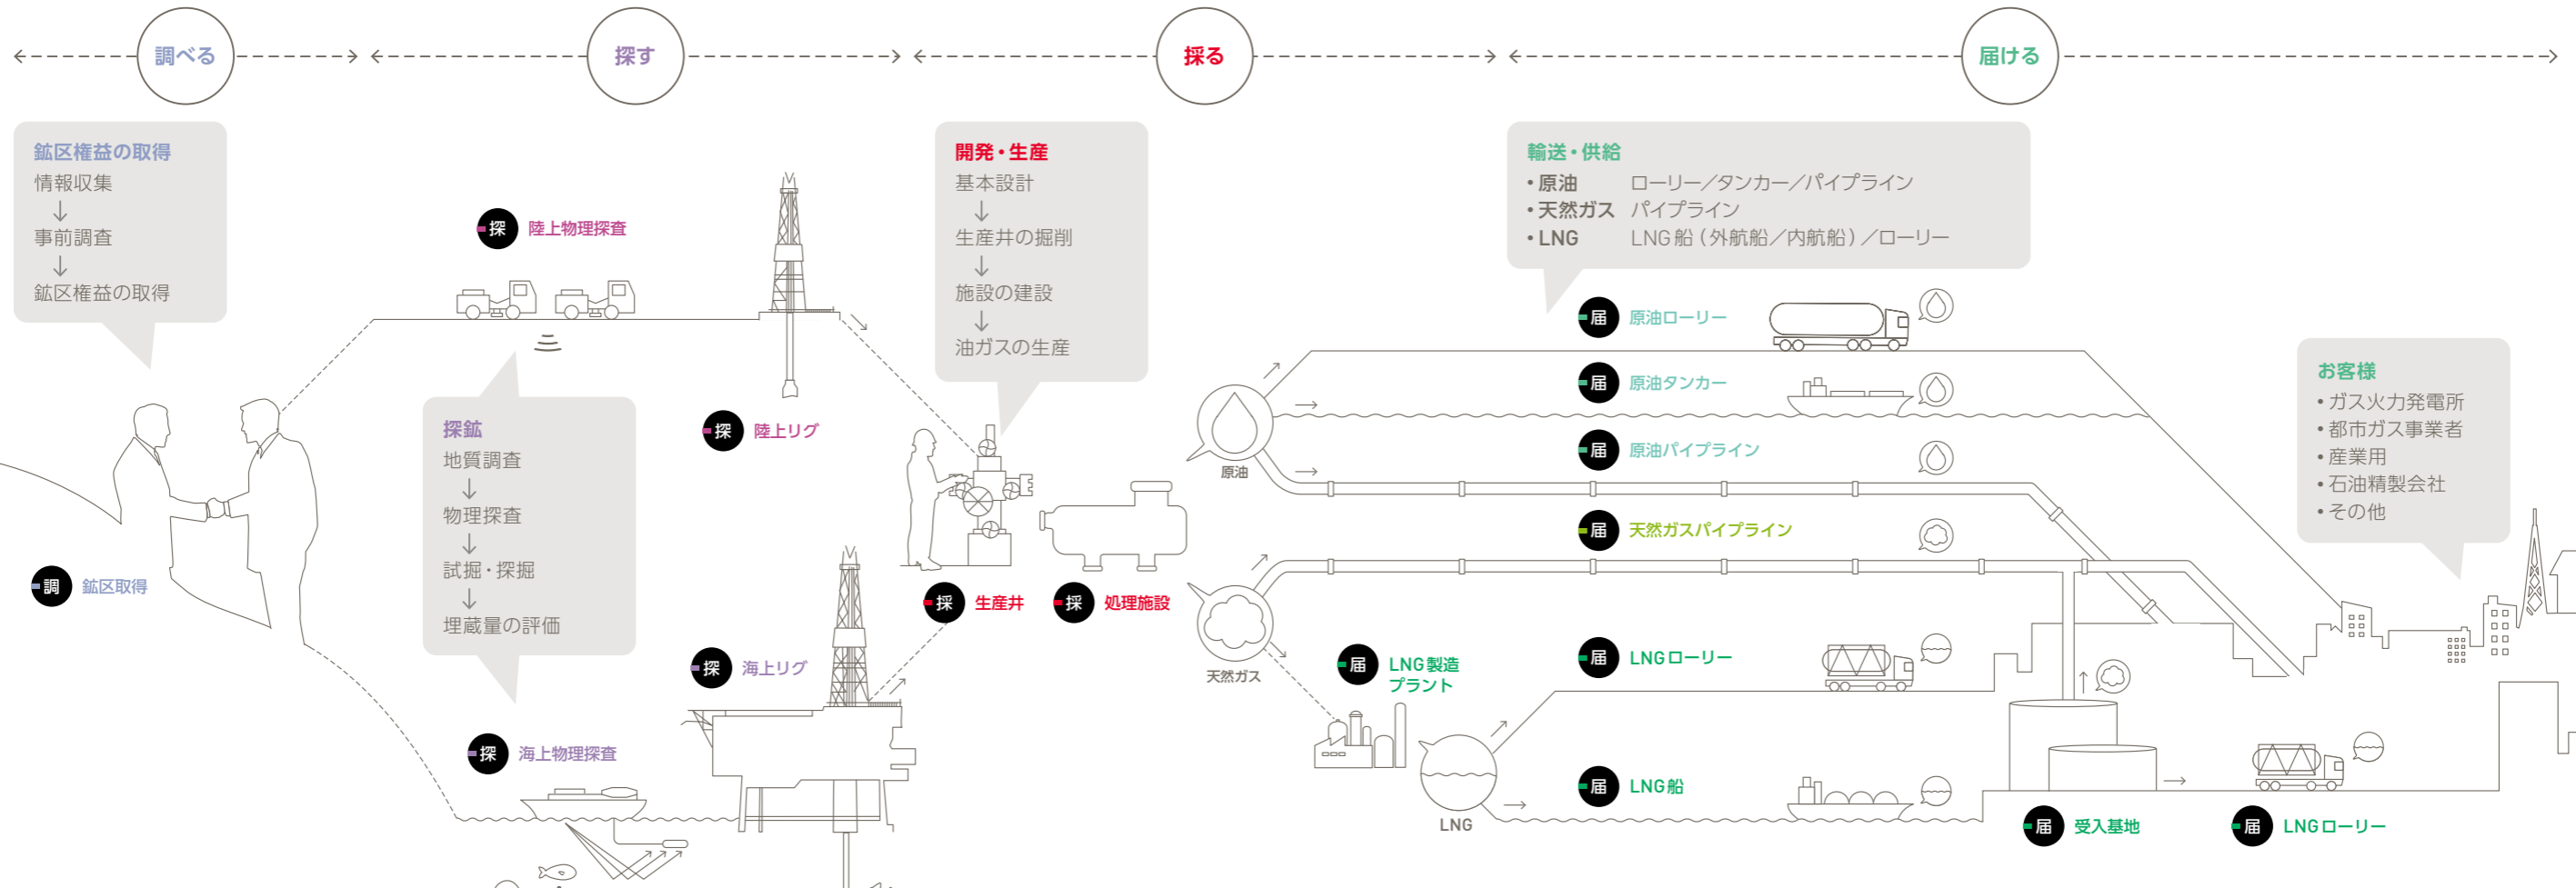 調べる
探す
採る
届ける
鉱区権益の取得
情報収集
↓
事前調査
↓
鉱区権益の取得
調 鉱区取得
探 陸上物理探査
探鉱
地質調査
↓
物理探査
↓
試掘・探掘
↓
埋蔵量の評価
探 陸上リグ
探 海上リグ
探 海上物理探査
開発・生産
基本設計
↓
生産井の掘削
↓
施設の建設
↓
油ガスの生産
採 生産井
採 処理施設
輸送・供給
・原油 ローリー／タンカー／パイプライン
・天然ガス パイプライン
・LNG LNG船（外航船／内航船）／ローリー
原油
届 原油ローリー
届 原油タンカー
届 原油パイプライン
届 天然ガスパイプライン
天然ガス
届 LNG製造
プラント
LNG
届 LNGローリー
届 LNG船
届 受入基地
届 LNGローリー
お客様
・ガス火力発電所
・都市ガス事業者
・産業用
・石油精製会社
・その他